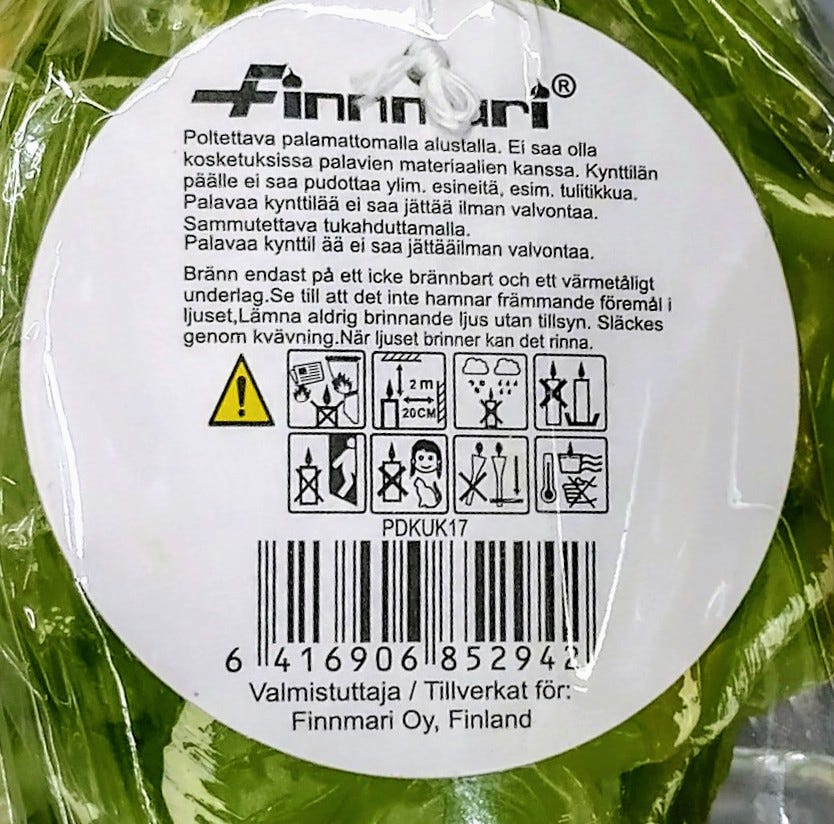 Finnmari®
Poltettava palamattomalla alustalla. Ei saa olla
kosketuksissa palavien materiaalien kanssa. Kynttilän
päälle ei saa pudottaa ylim. esineitä, esim. tulitikkua.
Palavaa kynttilää ei saa jättää ilman valvontaa.
Sammutettava tukahduttamalla.
Palavaa kynttil ää ei saa jättääilman valvontaa.
Bränn endast på ett icke brännbart och ett värmetåligt
underlag.Se till att det inte hamnar främmande föremål i
ljuset,Lämna aldrig brinnande ljus utan tillsyn. Släckes
genom kvävning.När ljuset brinner kan det rinna.
2 m
20CM
PDKUK17
6 416906 852942
Valmistuttaja / Tillverkat för:
Finnmari Oy, Finland